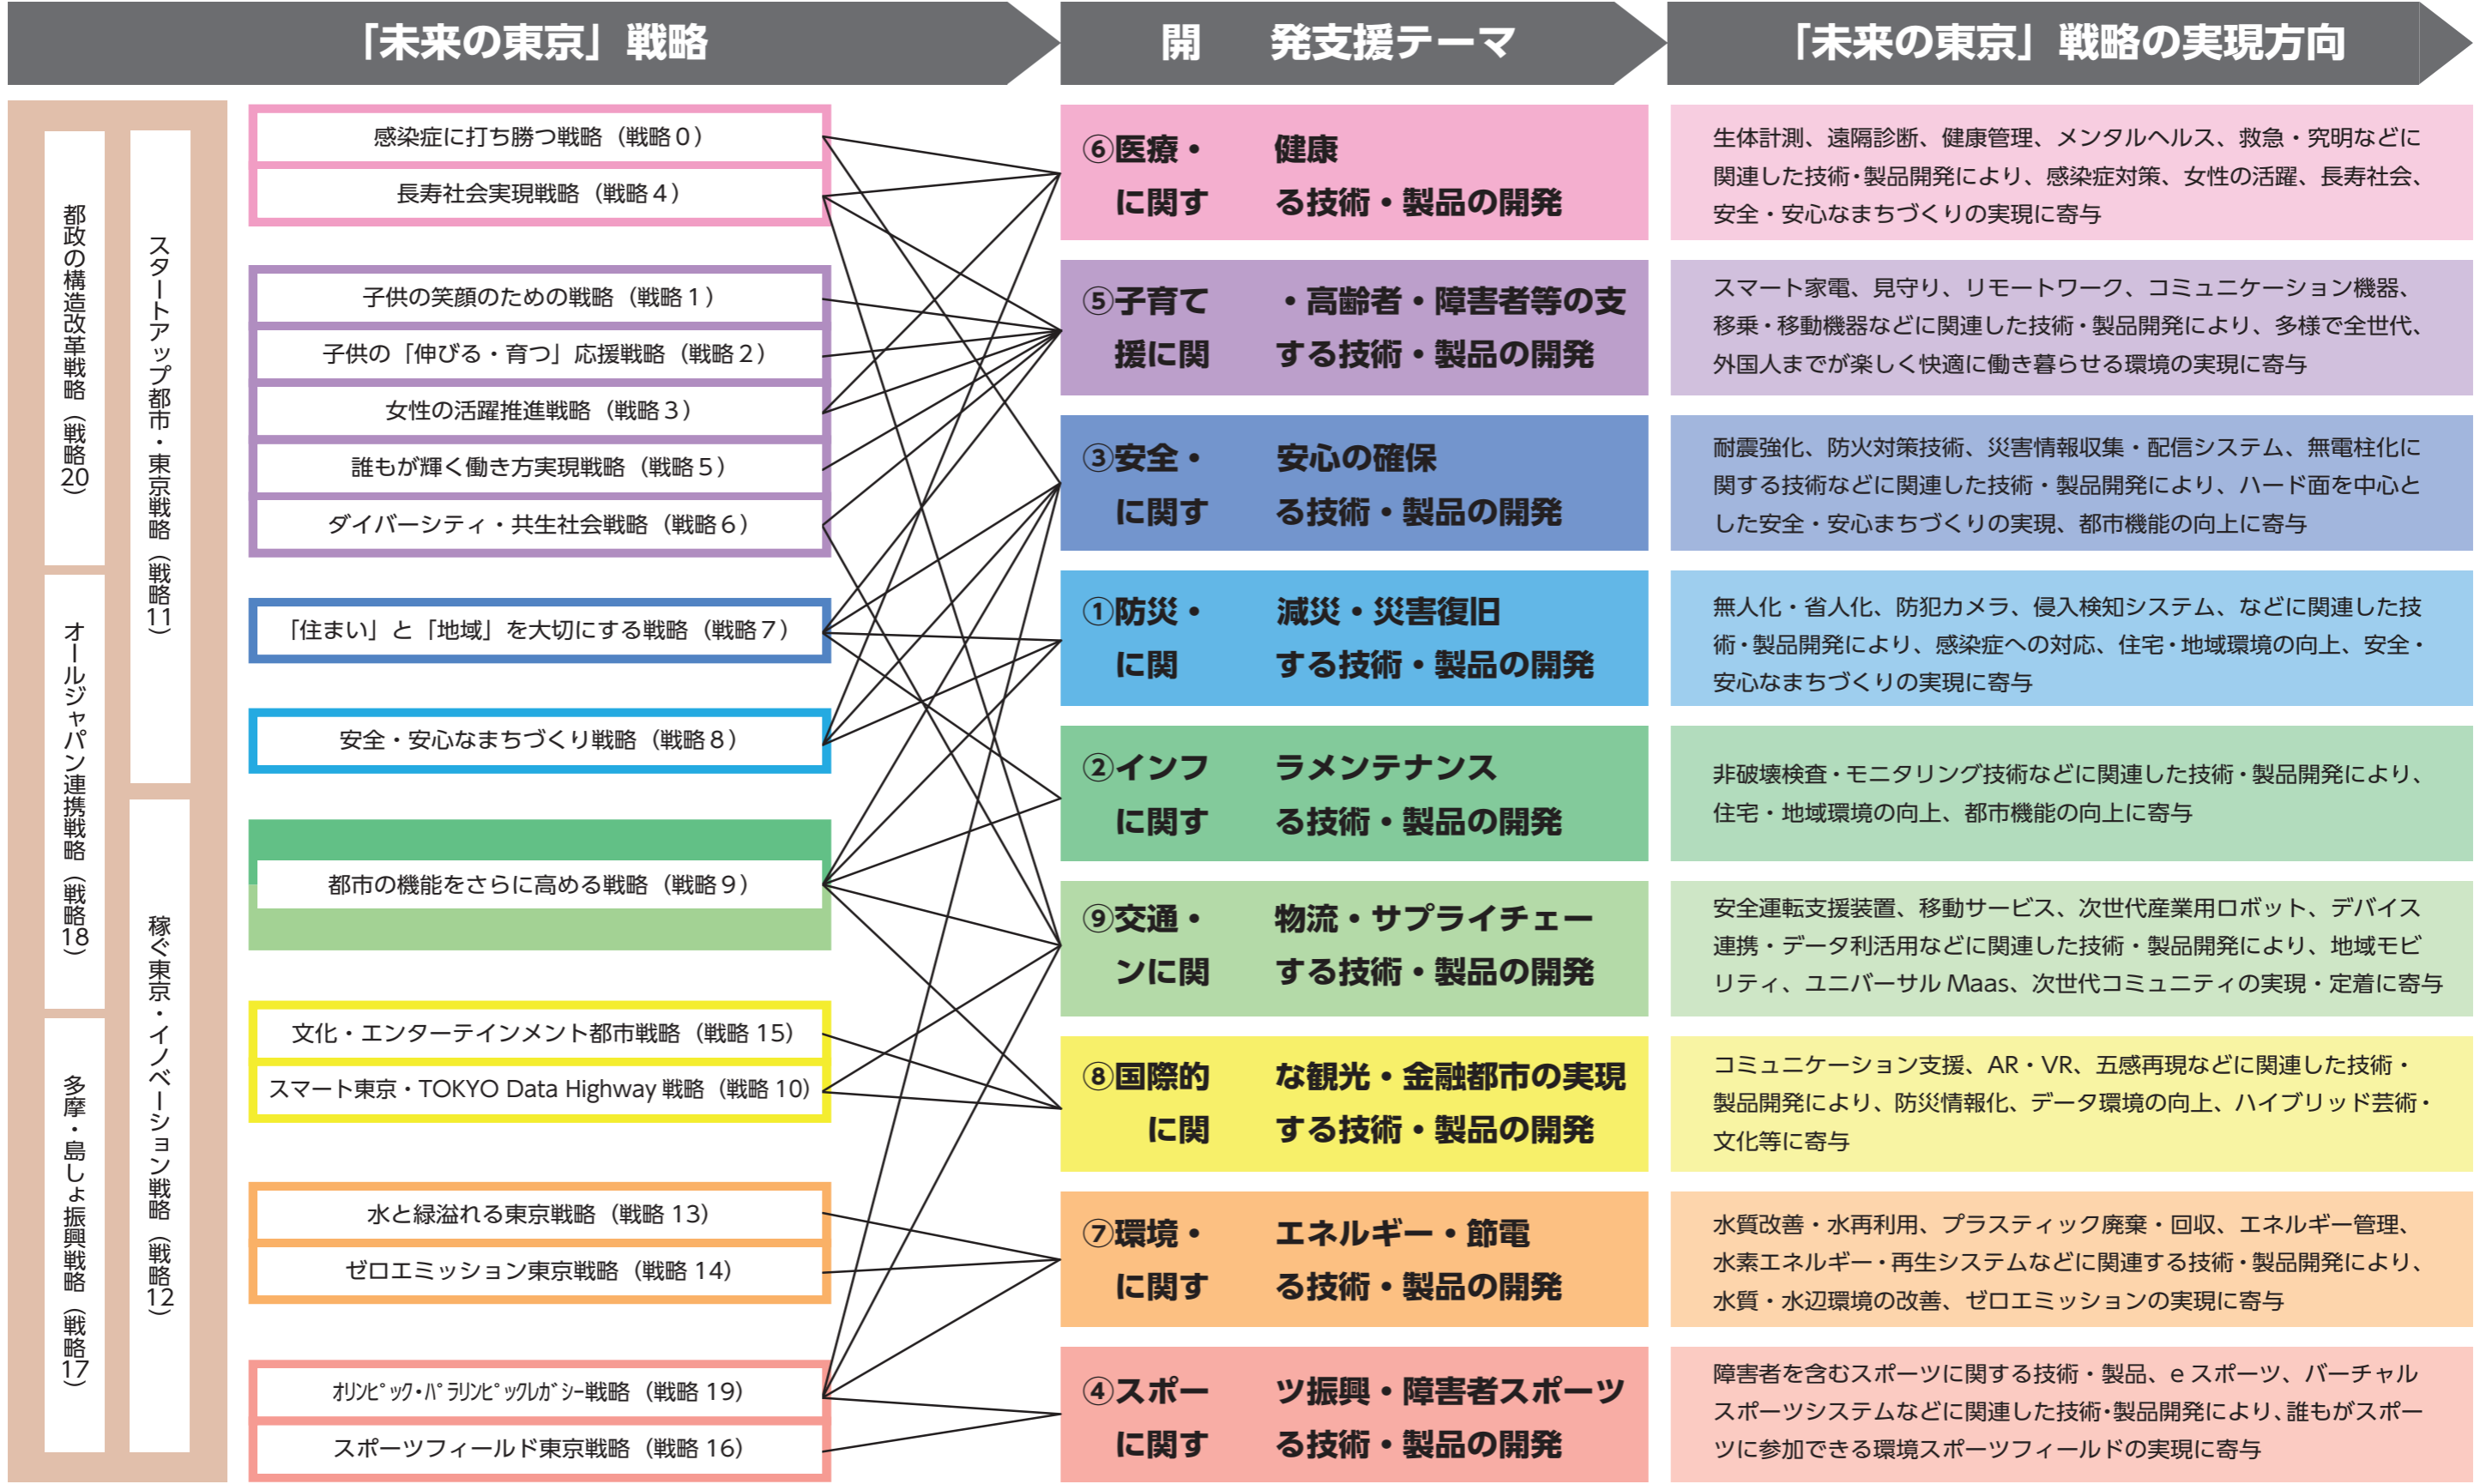 「未来の東京」戦略
開 発支援テーマ
「未来の東京」戦略の実現方向
都政の構造改革戦略（戦略20）
オールジャパン連携戦略（戦略18）
多摩・島しょ振興戦略（戦略17）
スタートアップ都市・東京戦略（戦略11）
稼ぐ東京・イノベーション戦略（戦略12）
感染症に打ち勝つ戦略（戦略０）
長寿社会実現戦略（戦略４）
子供の笑顔のための戦略（戦略１）
子供の「伸びる・育つ」応援戦略（戦略２）
女性の活躍推進戦略（戦略３）
誰もが輝く働き方実現戦略（戦略５）
ダイバーシティ・共生社会戦略（戦略６）
「住まい」と「地域」を大切にする戦略（戦略７）
安全・安心なまちづくり戦略（戦略８）
都市の機能をさらに高める戦略（戦略９）
文化・エンターテインメント都市戦略（戦略 15）
スマート東京・TOKYO Data Highway 戦略（戦略 10）
水と緑溢れる東京戦略（戦略 13）
ゼロエミッション東京戦略（戦略 14）
ｵﾘﾝﾋﾟｯｸ・ﾊﾟﾗﾘﾝﾋﾟｯｸﾚｶﾞｼｰ戦略（戦略 19）
スポーツフィールド東京戦略（戦略 16）
⑥医療・ 健康
に関す る技術・製品の開発
⑤子育て ・高齢者・障害者等の支
援に関 する技術・製品の開発
③安全・ 安心の確保
に関す る技術・製品の開発
①防災・ 減災・災害復旧
に関 する技術・製品の開発
②インフ ラメンテナンス
に関す る技術・製品の開発
⑨交通・ 物流・サプライチェー
ンに関 する技術・製品の開発
⑧国際的 な観光・金融都市の実現
に関 する技術・製品の開発
⑦環境・ エネルギー・節電
に関す る技術・製品の開発
④スポー ツ振興・障害者スポーツ
に関す る技術・製品の開発
生体計測、遠隔診断、健康管理、メンタルヘルス、救急・究明などに
関連した技術・製品開発により、感染症対策、女性の活躍、長寿社会、
安全・安心なまちづくりの実現に寄与
スマート家電、見守り、リモートワーク、コミュニケーション機器、
移乗・移動機器などに関連した技術・製品開発により、多様で全世代、
外国人までが楽しく快適に働き暮らせる環境の実現に寄与
耐震強化、防火対策技術、災害情報収集・配信システム、無電柱化に
関する技術などに関連した技術・製品開発により、ハード面を中心と
した安全・安心まちづくりの実現、都市機能の向上に寄与
無人化・省人化、防犯カメラ、侵入検知システム、などに関連した技
術・製品開発により、感染症への対応、住宅・地域環境の向上、安全・
安心なまちづくりの実現に寄与
非破壊検査・モニタリング技術などに関連した技術・製品開発により、
住宅・地域環境の向上、都市機能の向上に寄与
安全運転支援装置、移動サービス、次世代産業用ロボット、デバイス
連携・データ利活用などに関連した技術・製品開発により、地域モビ
リティ、ユニバーサル Maas、次世代コミュニティの実現・定着に寄与
コミュニケーション支援、AR・VR、五感再現などに関連した技術・
製品開発により、防災情報化、データ環境の向上、ハイブリッド芸術・
文化等に寄与
水質改善・水再利用、プラスティック廃棄・回収、エネルギー管理、
水素エネルギー・再生システムなどに関連する技術・製品開発により、
水質・水辺環境の改善、ゼロエミッションの実現に寄与
障害者を含むスポーツに関する技術・製品、e スポーツ、バーチャル
スポーツシステムなどに関連した技術・製品開発により、誰もがスポー
ツに参加できる環境スポーツフィールドの実現に寄与